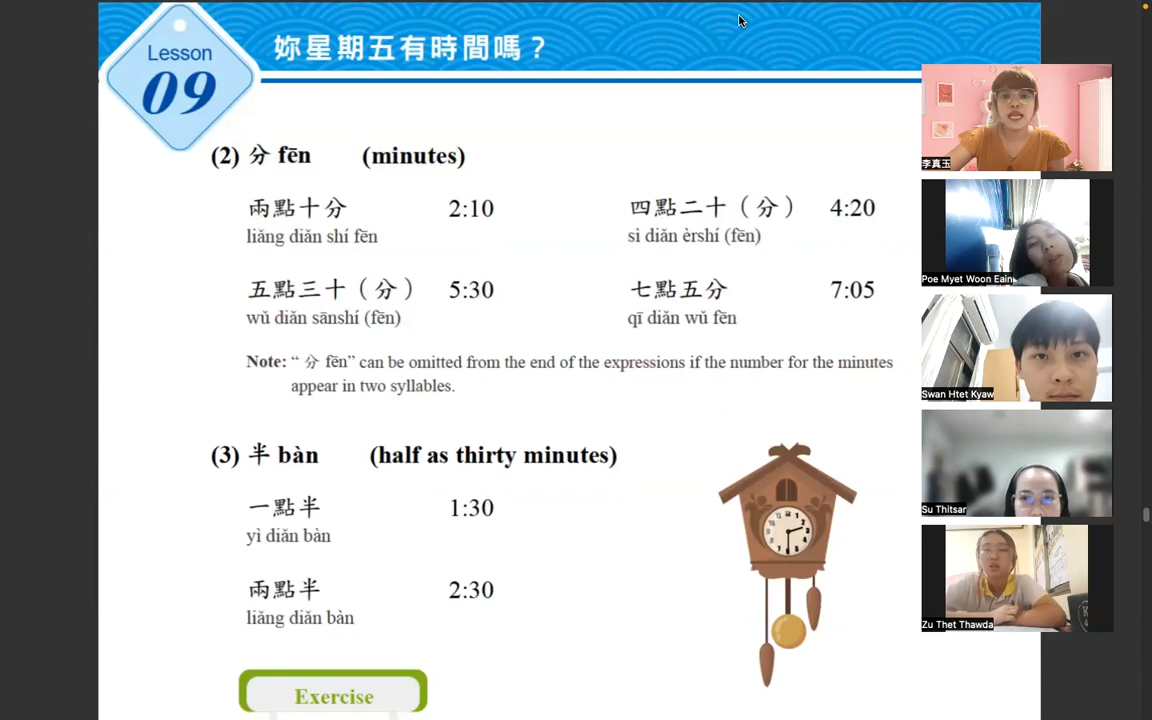 Lesson
09
妳星期五有時間嗎？
(2) 分 fēn (minutes)
兩點十分 2:10
liǎng diǎn shí fēn
四點二十（分） 4:20
sì diǎn èrshí (fēn)
五點三十（分） 5:30
wǔ diǎn sānshí (fēn)
七點五分 7:05
qī diǎn wǔ fēn
Note: “ 分 fēn” can be omitted from the end of the expressions if the number for the minutes
appear in two syllables.
(3) 半 bàn (half as thirty minutes)
一點半 1:30
yì diǎn bàn
兩點半 2:30
liǎng diǎn bàn
Exercise
李真玉
Poe Myet Woon Eain
Swan Htet Kyaw
Su Thitsar
Zu Thet Thawda